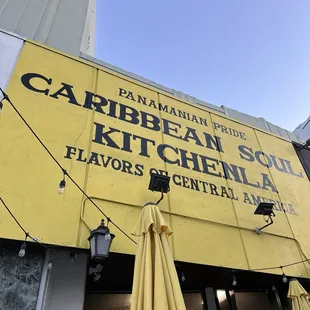 PANAMANIAN PRIDE
CARIBBEAN SOUL
KITCHENLA
FLAVORS OF CENTRAL AMERICA